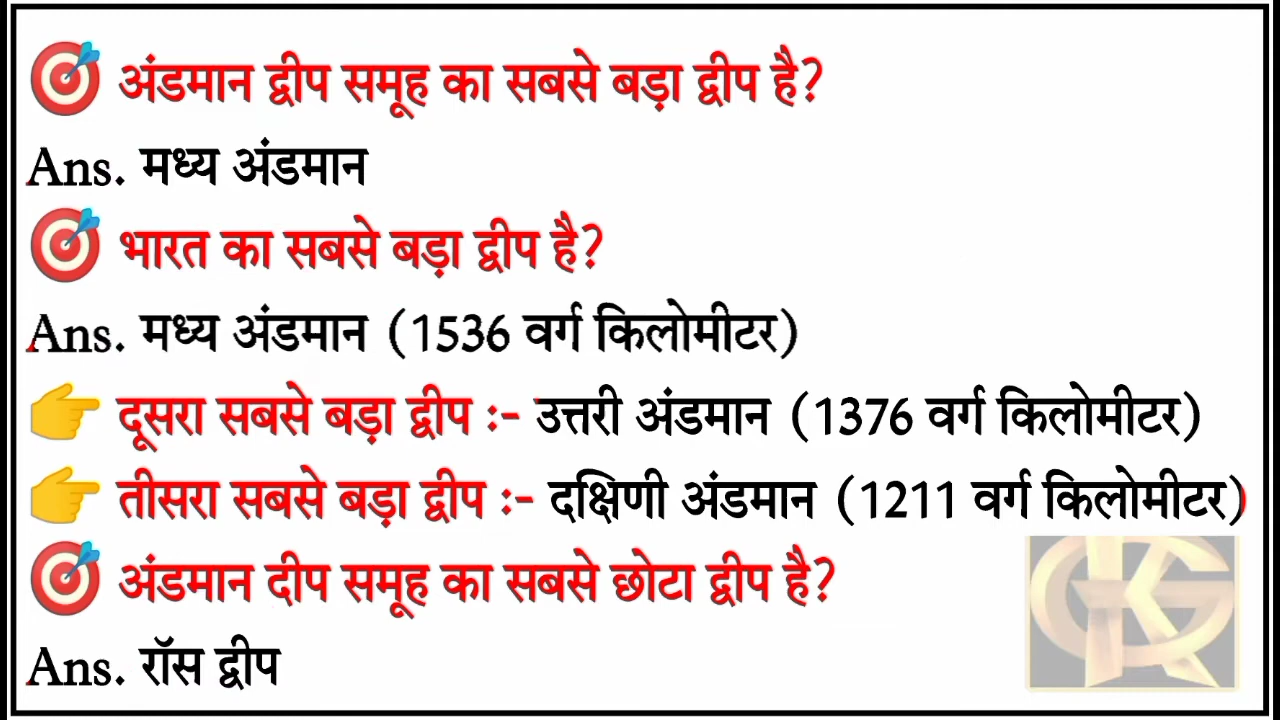 🎯 अंडमान द्वीप समूह का सबसे बड़ा द्वीप है?
Ans. मध्य अंडमान
🎯 भारत का सबसे बड़ा द्वीप है?
Ans. मध्य अंडमान (1536 वर्ग किलोमीटर)
👉 दूसरा सबसे बड़ा द्वीप :- उत्तरी अंडमान (1376 वर्ग किलोमीटर)
👉 तीसरा सबसे बड़ा द्वीप :- दक्षिणी अंडमान (1211 वर्ग किलोमीटर)
🎯 अंडमान दीप समूह का सबसे छोटा द्वीप है?
Ans. रॉस द्वीप